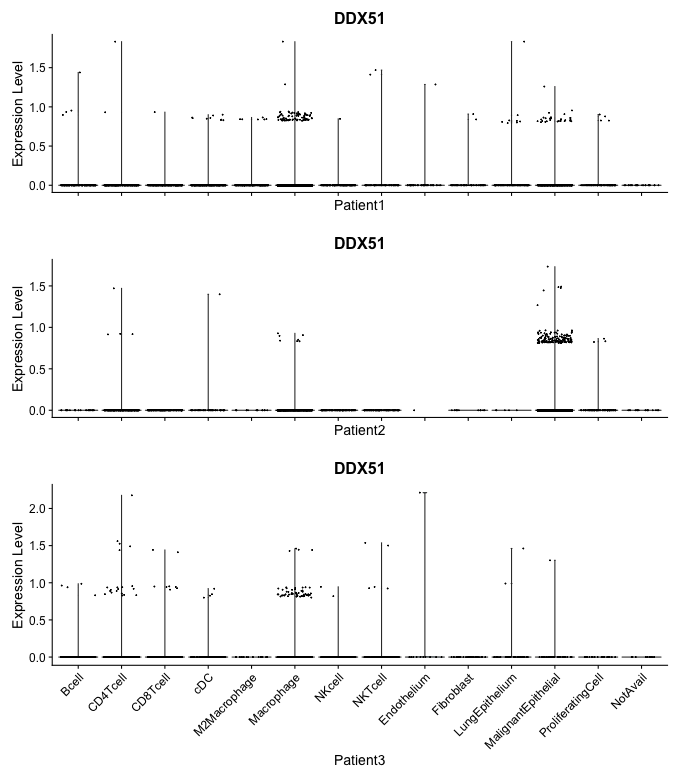 DDX51
Expression Level
1.5
1.0
0.5
0.0
Patient1
DDX51
Expression Level
1.5
1.0
0.5
0.0
Patient2
DDX51
Expression Level
2.0
1.5
1.0
0.5
0.0
Bcell
CD4Tcell
CD8Tcell
cDC
M2Macrophage
Macrophage
NKcell
NKTcell
Endothelium
Fibroblast
LungEpithelium
MalignantEpithelial
ProliferatingCell
NotAvail
Patient3